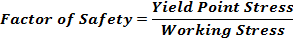 Factor of Safety = Yield Point Stress / Working Stress